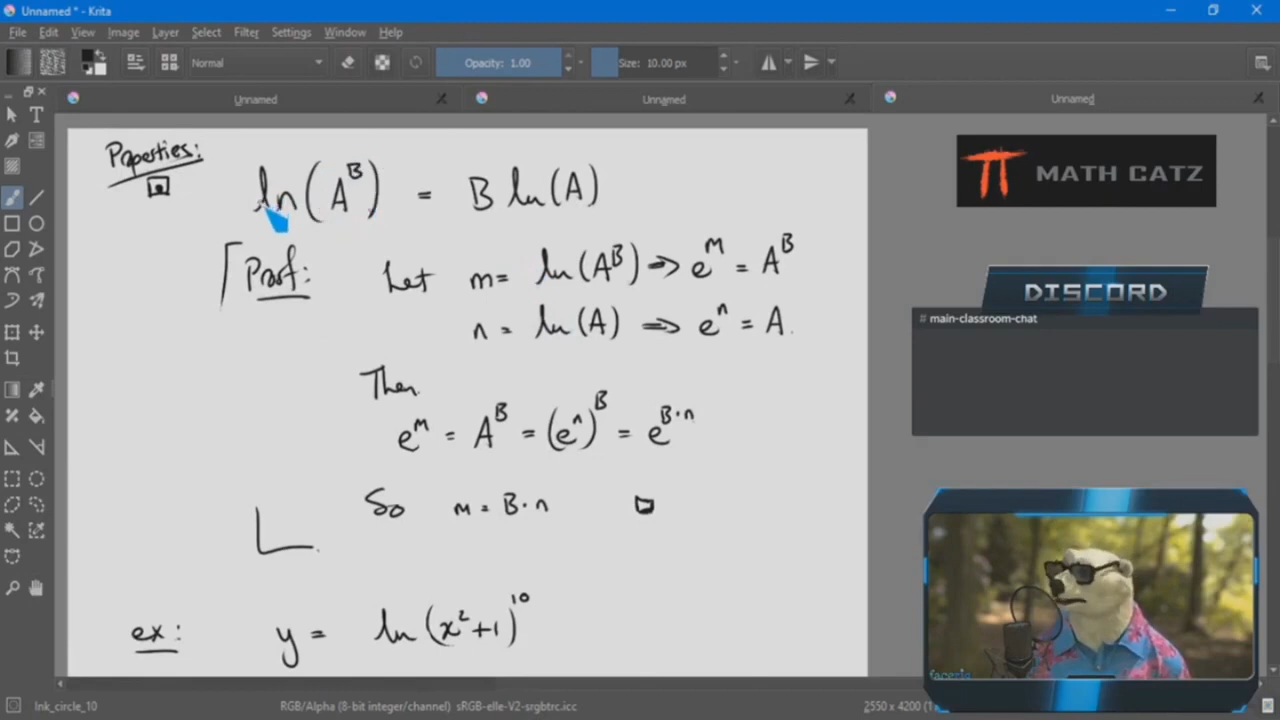 Unnamed * - Krita
File Edit View Image Layer Select Filter Settings Window Help
Normal Opacity: 1.00 Size: 10.00 px
Unnamed Unnamed Unnamed
Properties:
ln(A^B) = B ln(A)
Proof: Let m= ln(A^B) => e^m = A^B
n = ln(A) => e^n = A.
Then
e^m = A^B = (e^n)^B = e^B·n
So m = B·n
ex: y = ln(x²+1)^10
MATH CATZ
DISCORD
# main-classroom-chat
facerig
Ink_circle_10 RGB/Alpha (8-bit integer/channel) sRGB-elle-V2-srgbtrc.icc 2550 x 4200